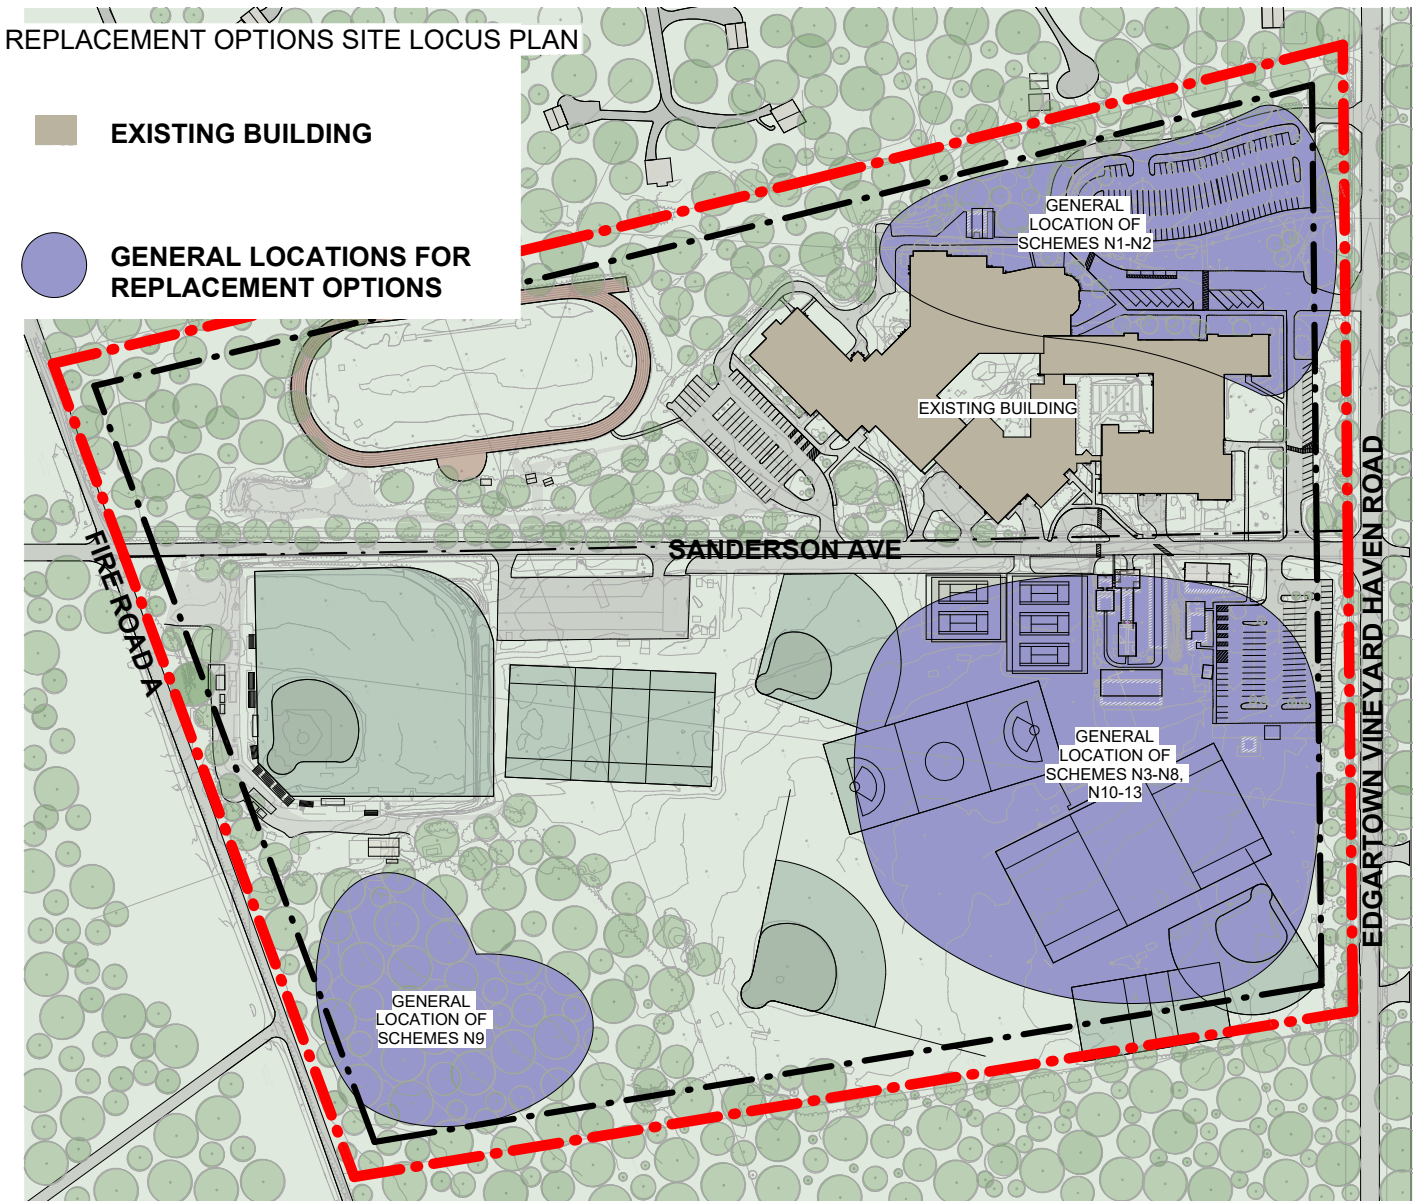 REPLACEMENT OPTIONS SITE LOCUS PLAN
EXISTING BUILDING
GENERAL LOCATIONS FOR
REPLACEMENT OPTIONS
GENERAL
LOCATION OF
SCHEMES N1-N2
EXISTING BUILDING
SANDERSON AVE
FIRE ROAD A
EDGARTOWN VINEYARD HAVEN ROAD
GENERAL
LOCATION OF
SCHEMES N3-N8,
N10-13
GENERAL
LOCATION OF
SCHEMES N9